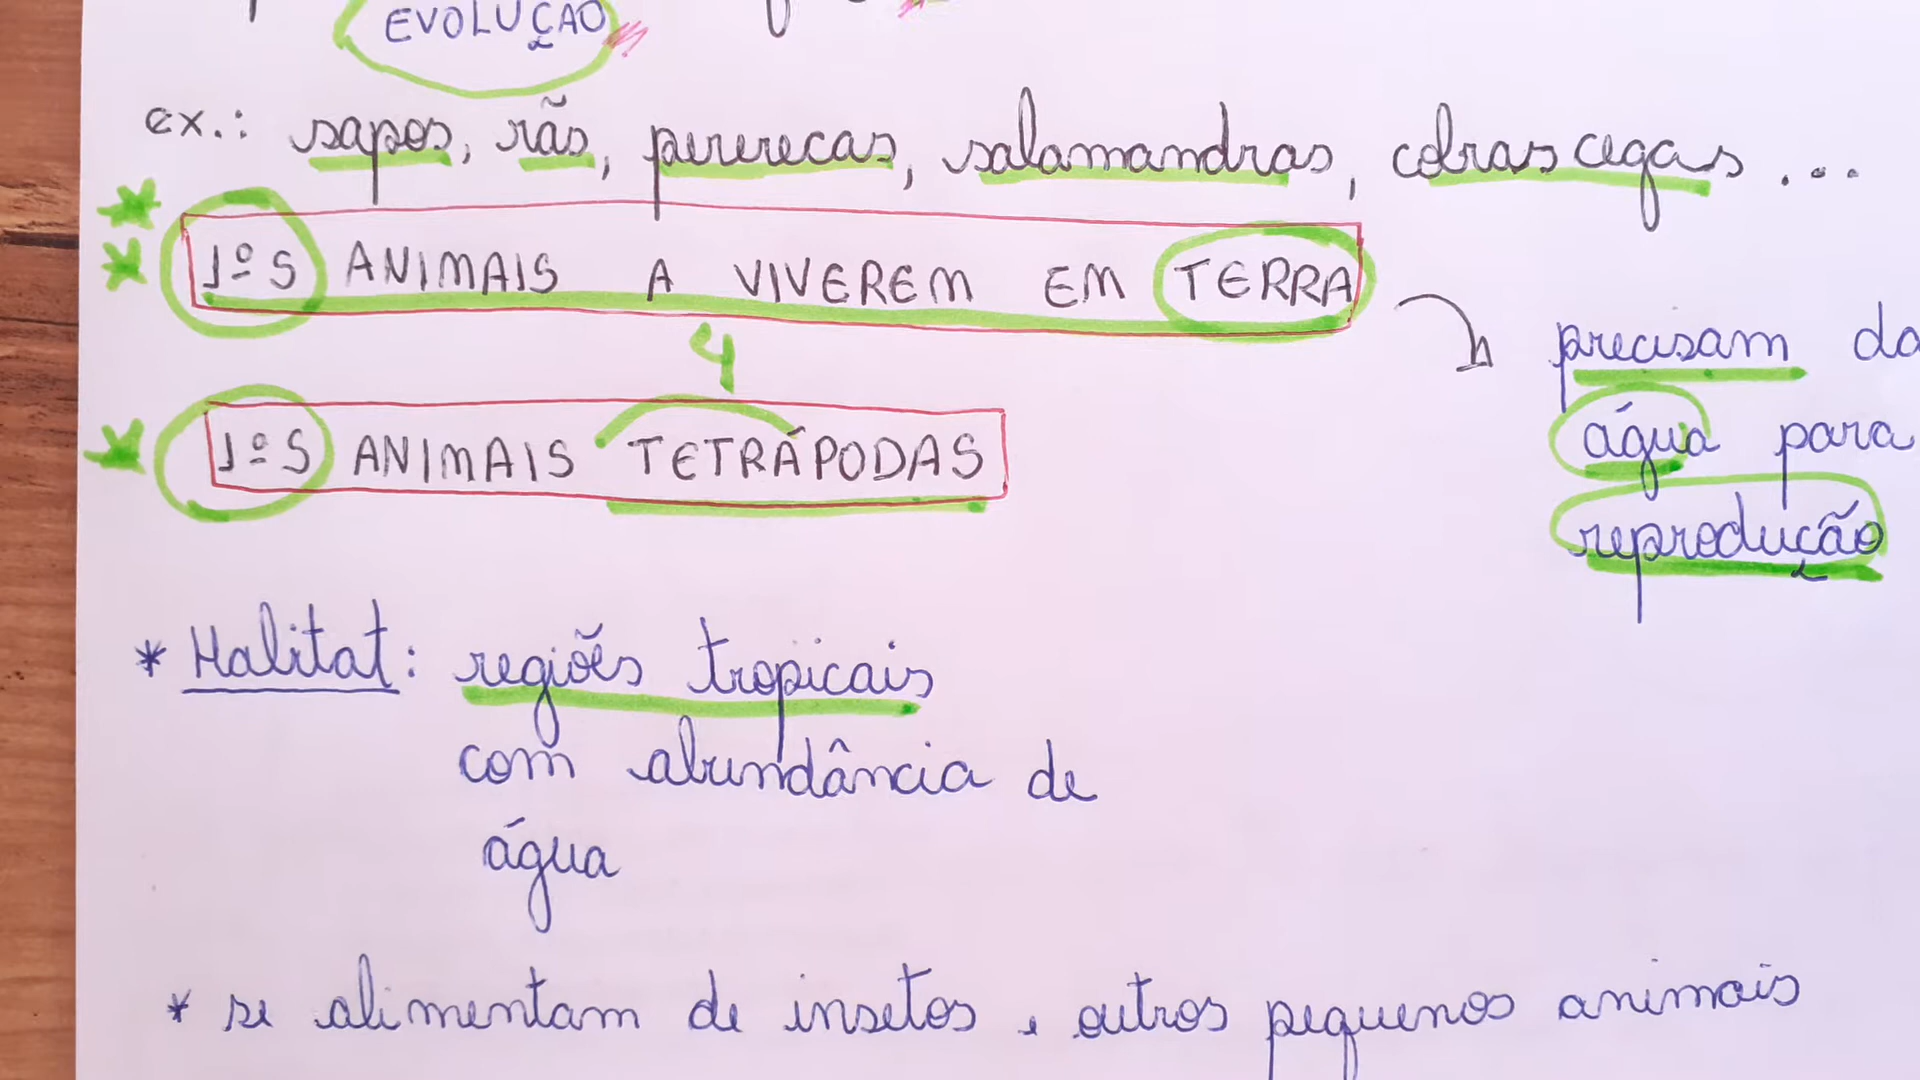 EVOLUÇÃO
ex.: sapos, rãs, pererecas, salamandras, cobras cegas ...
1ºS ANIMAIS A VIVEREM EM TERRA
precisam da
água para
reprodução
4
1ºS ANIMAIS TETRÁPODAS
* Habitat: regiões tropicais
com abundância de
água
* se alimentam de insetos e outros pequenos animais